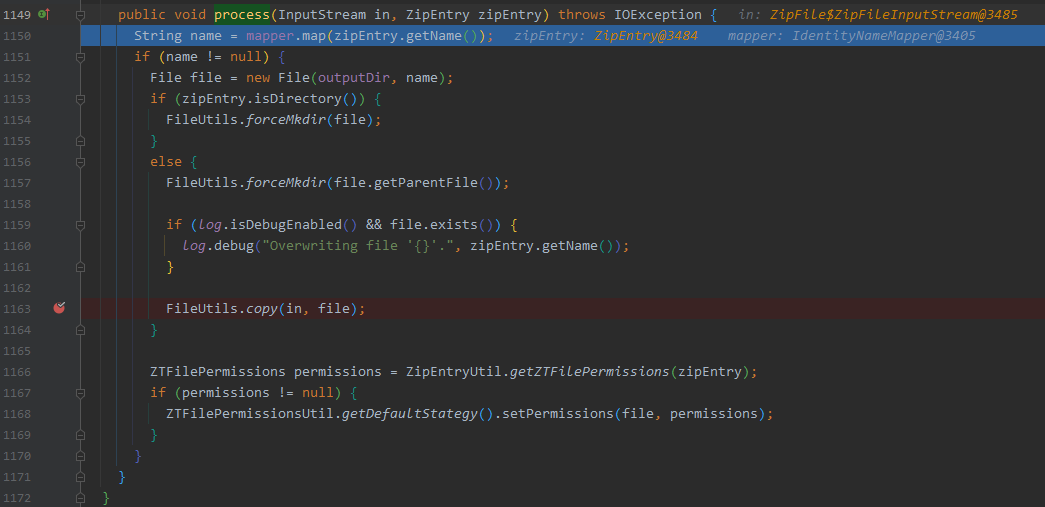 1149 public void process(InputStream in, ZipEntry zipEntry) throws IOException { in: ZipFile$ZipFileInputStream@3485
1150 String name = mapper.map(zipEntry.getName()); zipEntry: ZipEntry@3484 mapper: IdentityNameMapper@3405
1151 if (name != null) {
1152 File file = new File(outputDir, name);
1153 if (zipEntry.isDirectory()) {
1154 FileUtils.forceMkdir(file);
1155 }
1156 else {
1157 FileUtils.forceMkdir(file.getParentFile());
1158
1159 if (log.isDebugEnabled() && file.exists()) {
1160 log.debug("Overwriting file '{}'.", zipEntry.getName());
1161 }
1162
1163 FileUtils.copy(in, file);
1164 }
1165
1166 ZTFilePermissions permissions = ZipEntryUtil.getZTFilePermissions(zipEntry);
1167 if (permissions != null) {
1168 ZTFilePermissionsUtil.getDefaultStategy().setPermissions(file, permissions);
1169 }
1170 }
1171 }
1172 }